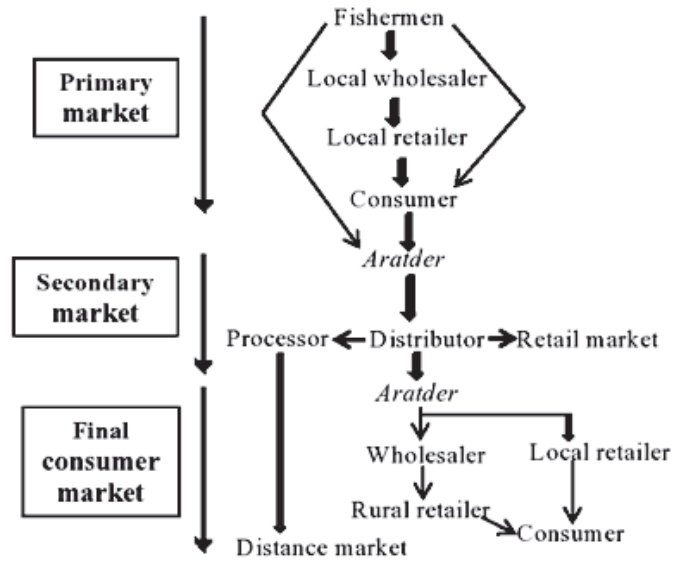 Fishermen
Primary
market
Local wholesaler
Local retailer
Consumer
Aratder
Secondary
market
Processor
Distributor
Retail market
Aratder
Final
consumer
market
Wholesaler
Local retailer
Rural retailer
Consumer
Distance market